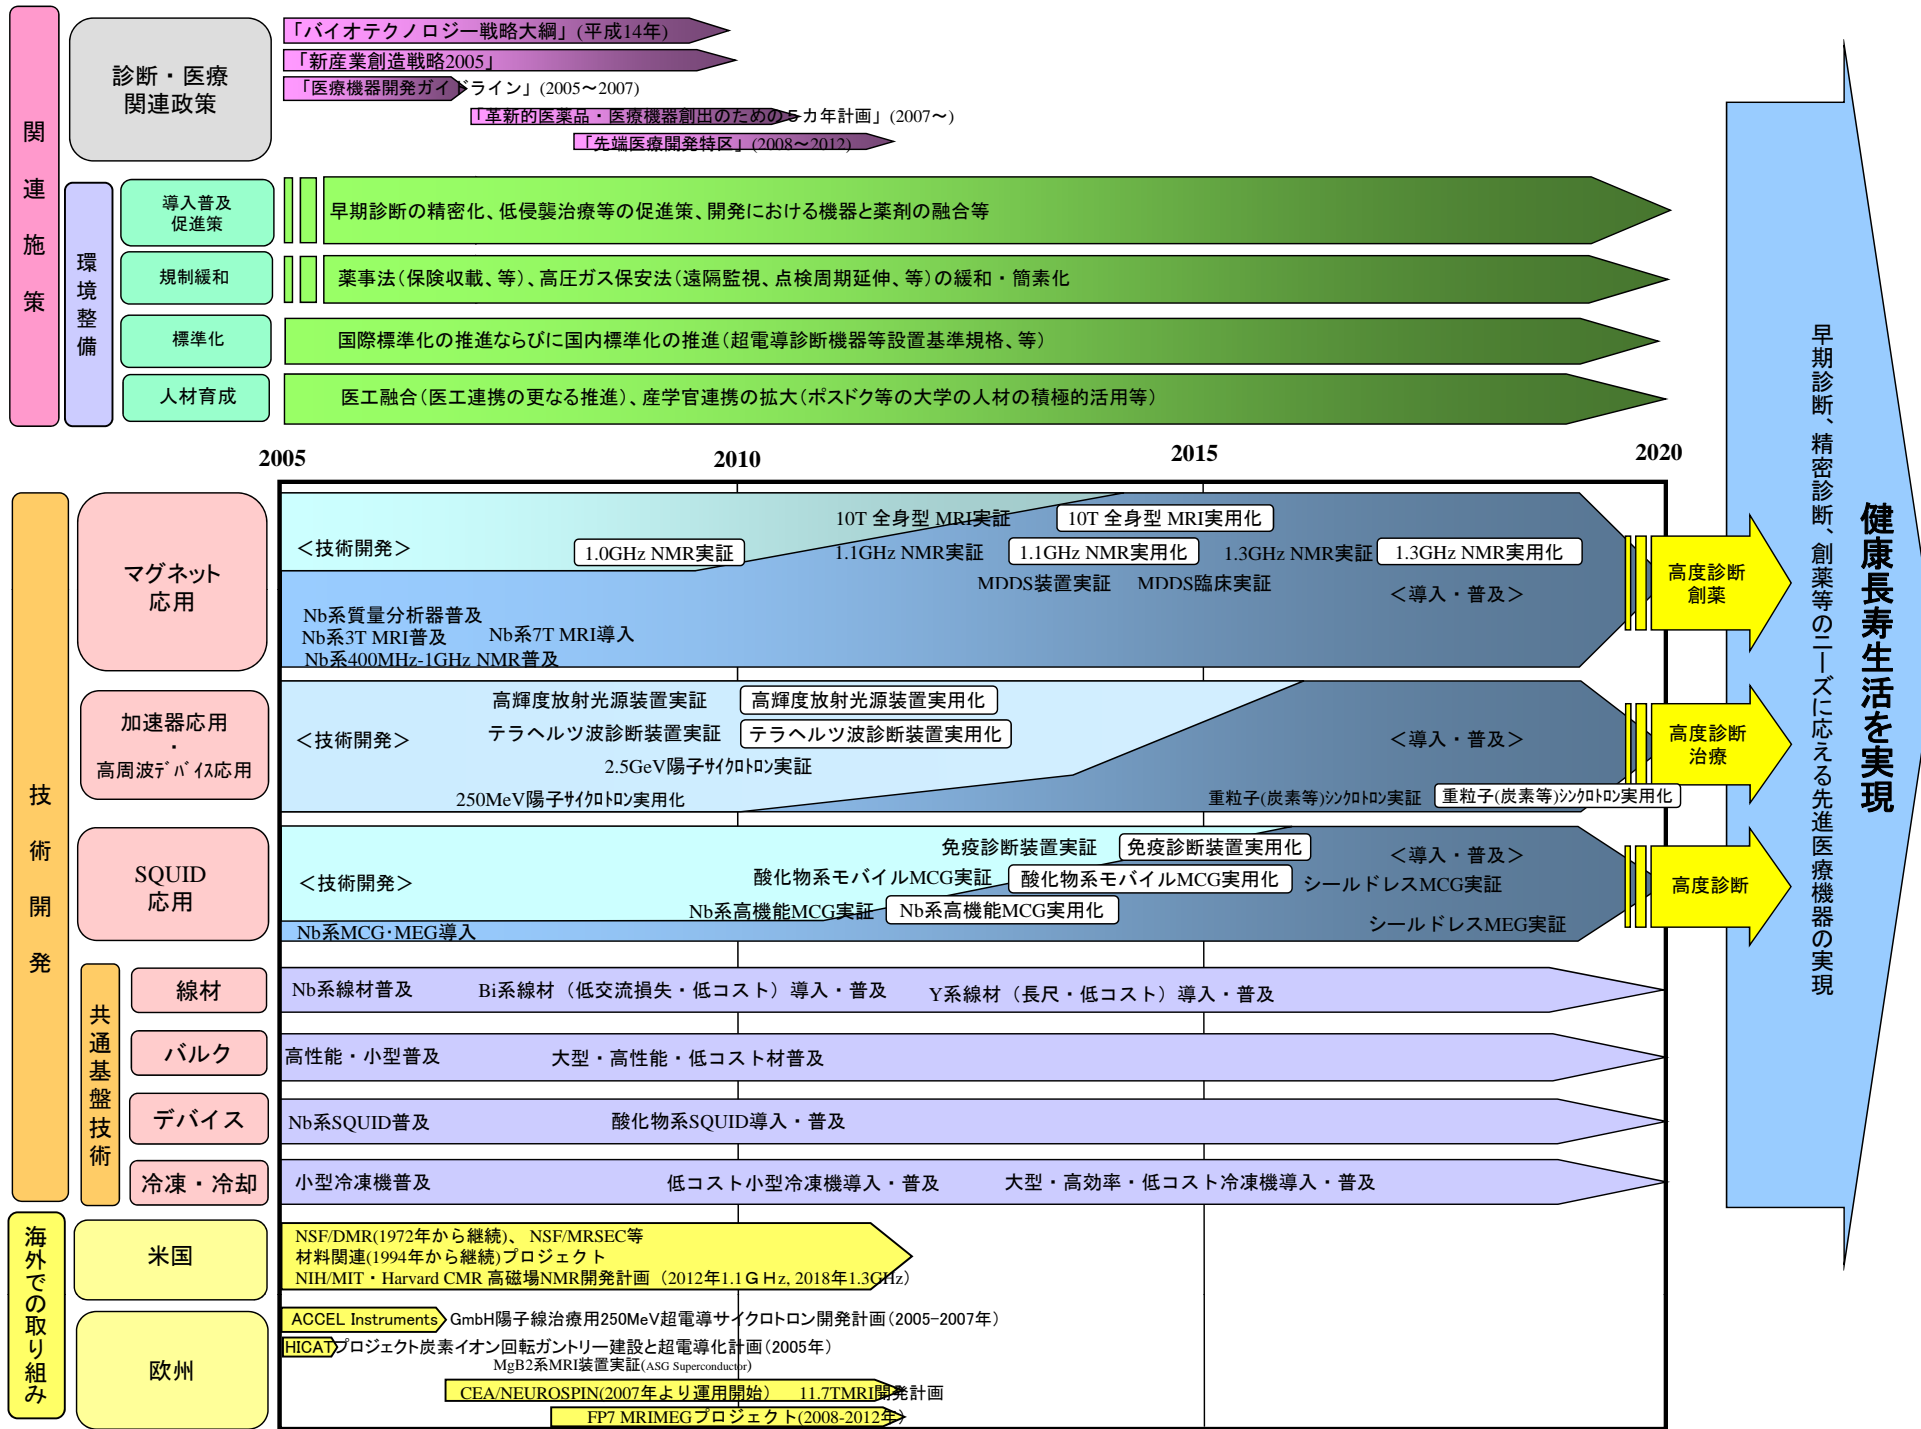 関連施策
診断・医療
関連政策
「バイオテクノロジー戦略大綱」(平成14年)
「新産業創造戦略2005」
「医療機器開発ガイドライン」(2005～2007)
「革新的医薬品・医療機器創出のための５カ年計画」(2007～)
「先端医療開発特区」(2008～2012)
環境整備
導入普及
促進策
早期診断の精密化、低侵襲治療等の促進策、開発における機器と薬剤の融合等
規制緩和
薬事法（保険収載、等）、高圧ガス保安法（遠隔監視、点検周期延伸、等）の緩和・簡素化
標準化
国際標準化の推進ならびに国内標準化の推進（超電導診断機器等設置基準規格、等）
人材育成
医工融合（医工連携の更なる推進）、産学官連携の拡大（ポスドク等の大学の人材の積極的活用等）
2005
2010
2015
2020
技術開発
マグネット
応用
＜技術開発＞
10T 全身型 MRI実証
10T 全身型 MRI実用化
1.0GHz NMR実証
1.1GHz NMR実証
1.1GHz NMR実用化
1.3GHz NMR実証
1.3GHz NMR実用化
MDDS装置実証
MDDS臨床実証
＜導入・普及＞
Nb系質量分析器普及
Nb系3T MRI普及
Nb系7T MRI導入
Nb系400MHz-1GHz NMR普及
高度診断
創薬
加速器応用
・
高周波ﾃﾞﾊﾞｲｽ応用
＜技術開発＞
高輝度放射光源装置実証
高輝度放射光源装置実用化
テラヘルツ波診断装置実証
テラヘルツ波診断装置実用化
＜導入・普及＞
2.5GeV陽子ｻｲｸﾛﾄﾛﾝ実証
250MeV陽子ｻｲｸﾛﾄﾛﾝ実用化
重粒子(炭素等)ｼﾝｸﾛﾄﾛﾝ実証
重粒子(炭素等)ｼﾝｸﾛﾄﾛﾝ実用化
高度診断
治療
SQUID
応用
＜技術開発＞
免疫診断装置実証
免疫診断装置実用化
＜導入・普及＞
酸化物系モバイルMCG実証
酸化物系モバイルMCG実用化
シールドレスMCG実証
Nb系高機能MCG実証
Nb系高機能MCG実用化
シールドレスMEG実証
Nb系MCG・MEG導入
高度診断
共通基盤技術
線材
Nb系線材普及
Bi系線材（低交流損失・低コスト）導入・普及
Y系線材（長尺・低コスト）導入・普及
バルク
高性能・小型普及
大型・高性能・低コスト材普及
デバイス
Nb系SQUID普及
酸化物系SQUID導入・普及
冷凍・冷却
小型冷凍機普及
低コスト小型冷凍機導入・普及
大型・高効率・低コスト冷凍機導入・普及
海外での取り組み
米国
NSF/DMR(1972年から継続)、 NSF/MRSEC等
材料関連(1994年から継続)プロジェクト
NIH/MIT・Harvard CMR 高磁場NMR開発計画（2012年1.1ＧHz, 2018年1.3GHz）
欧州
ACCEL Instruments GmbH陽子線治療用250MeV超電導サイクロトロン開発計画（2005-2007年）
HICATプロジェクト炭素イオン回転ガントリー建設と超電導化計画（2005年）
MgB2系MRI装置実証(ASG Superconductor)
CEA/NEUROSPIN(2007年より運用開始） 11.7TMRI開発計画
FP7 MRIMEGプロジェクト(2008-2012年)
早期診断、精密診断、創薬等のニーズに応える先進医療機器の実現
健康長寿生活を実現